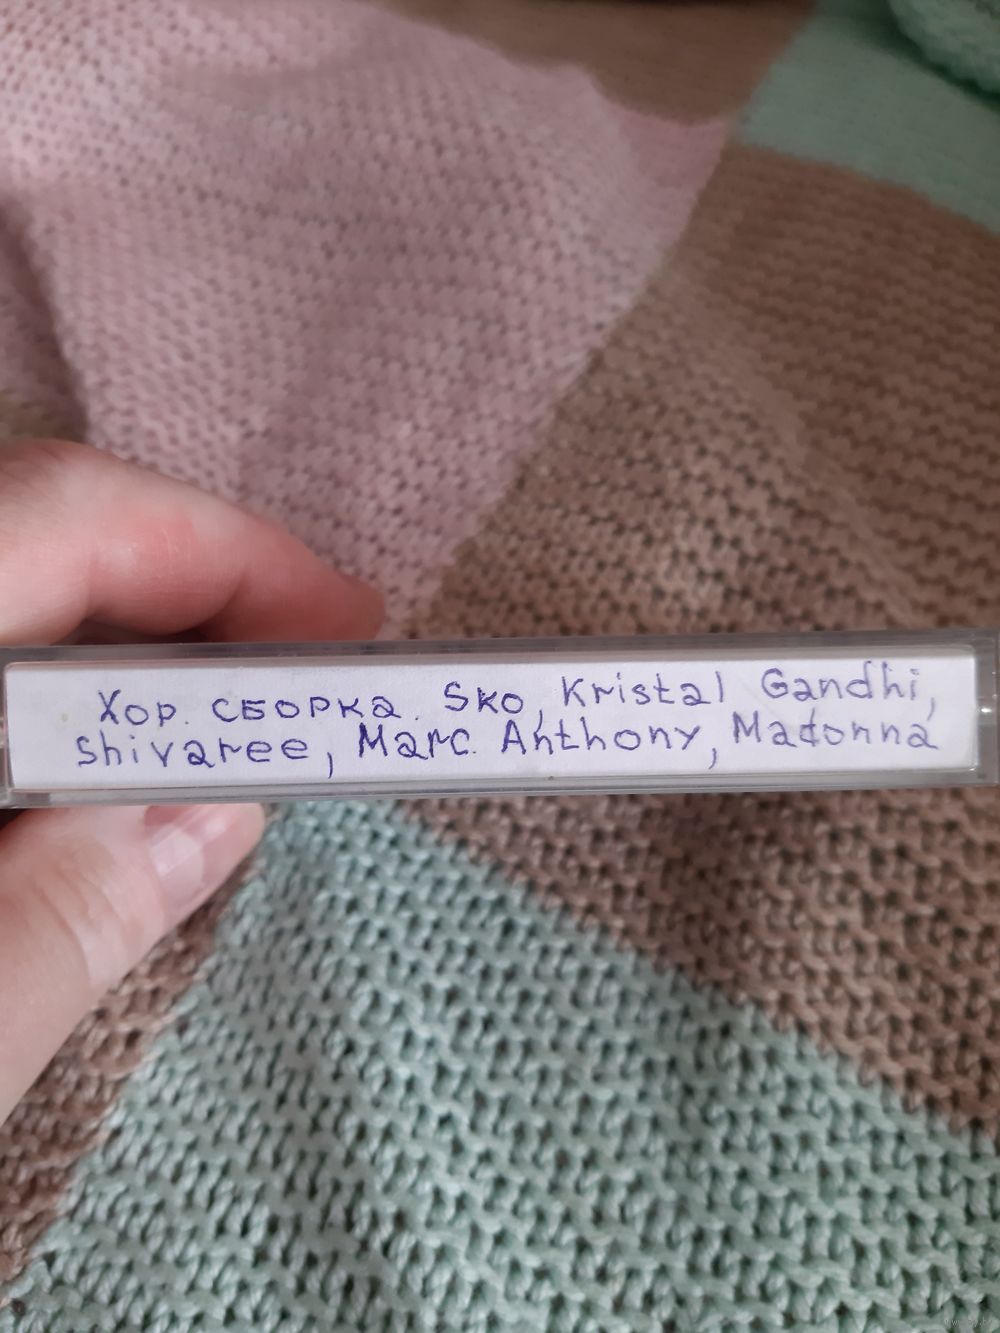 Хор. сборка. Sko, Kristal Gandhi,
Shivaree, Marc. Anthony, Madonna